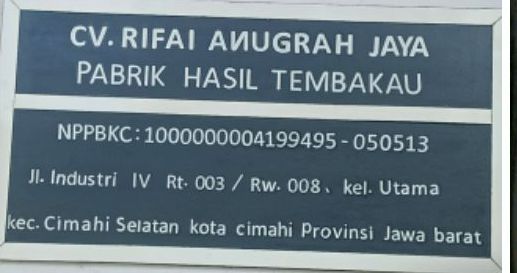 CV. RIFAI ANUGRAH JAYA
PABRIK HASIL TEMBAKAU
NPPBKC : 1000000004199495 - 050513
Jl. Industri IV Rt. 003 / Rw. 008 、 kel. Utama
kec. Cimahi Selatan kota cimahi Provinsi Jawa barat